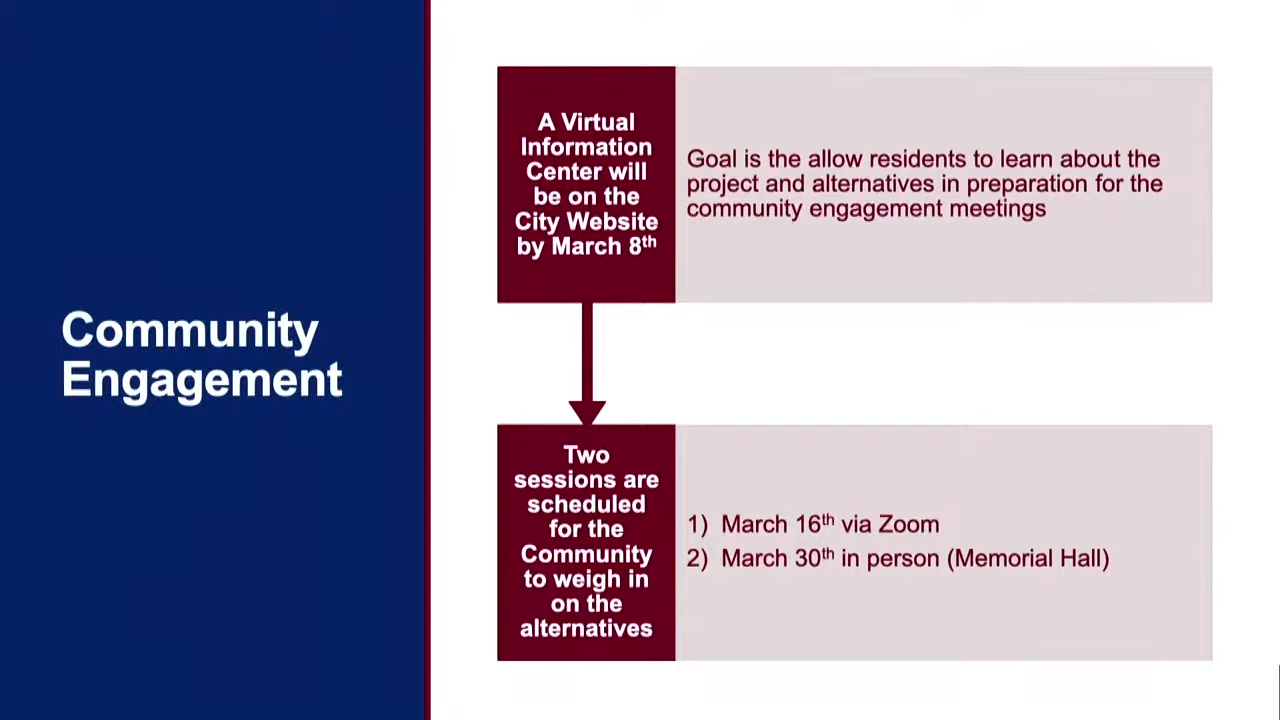 Community
Engagement
A Virtual
Information
Center will
be on the
City Website
by March 8th
Goal is the allow residents to learn about the
project and alternatives in preparation for the
community engagement meetings
Two
sessions are
scheduled
for the
Community
to weigh in
on the
alternatives
1) March 16th via Zoom
2) March 30th in person (Memorial Hall)